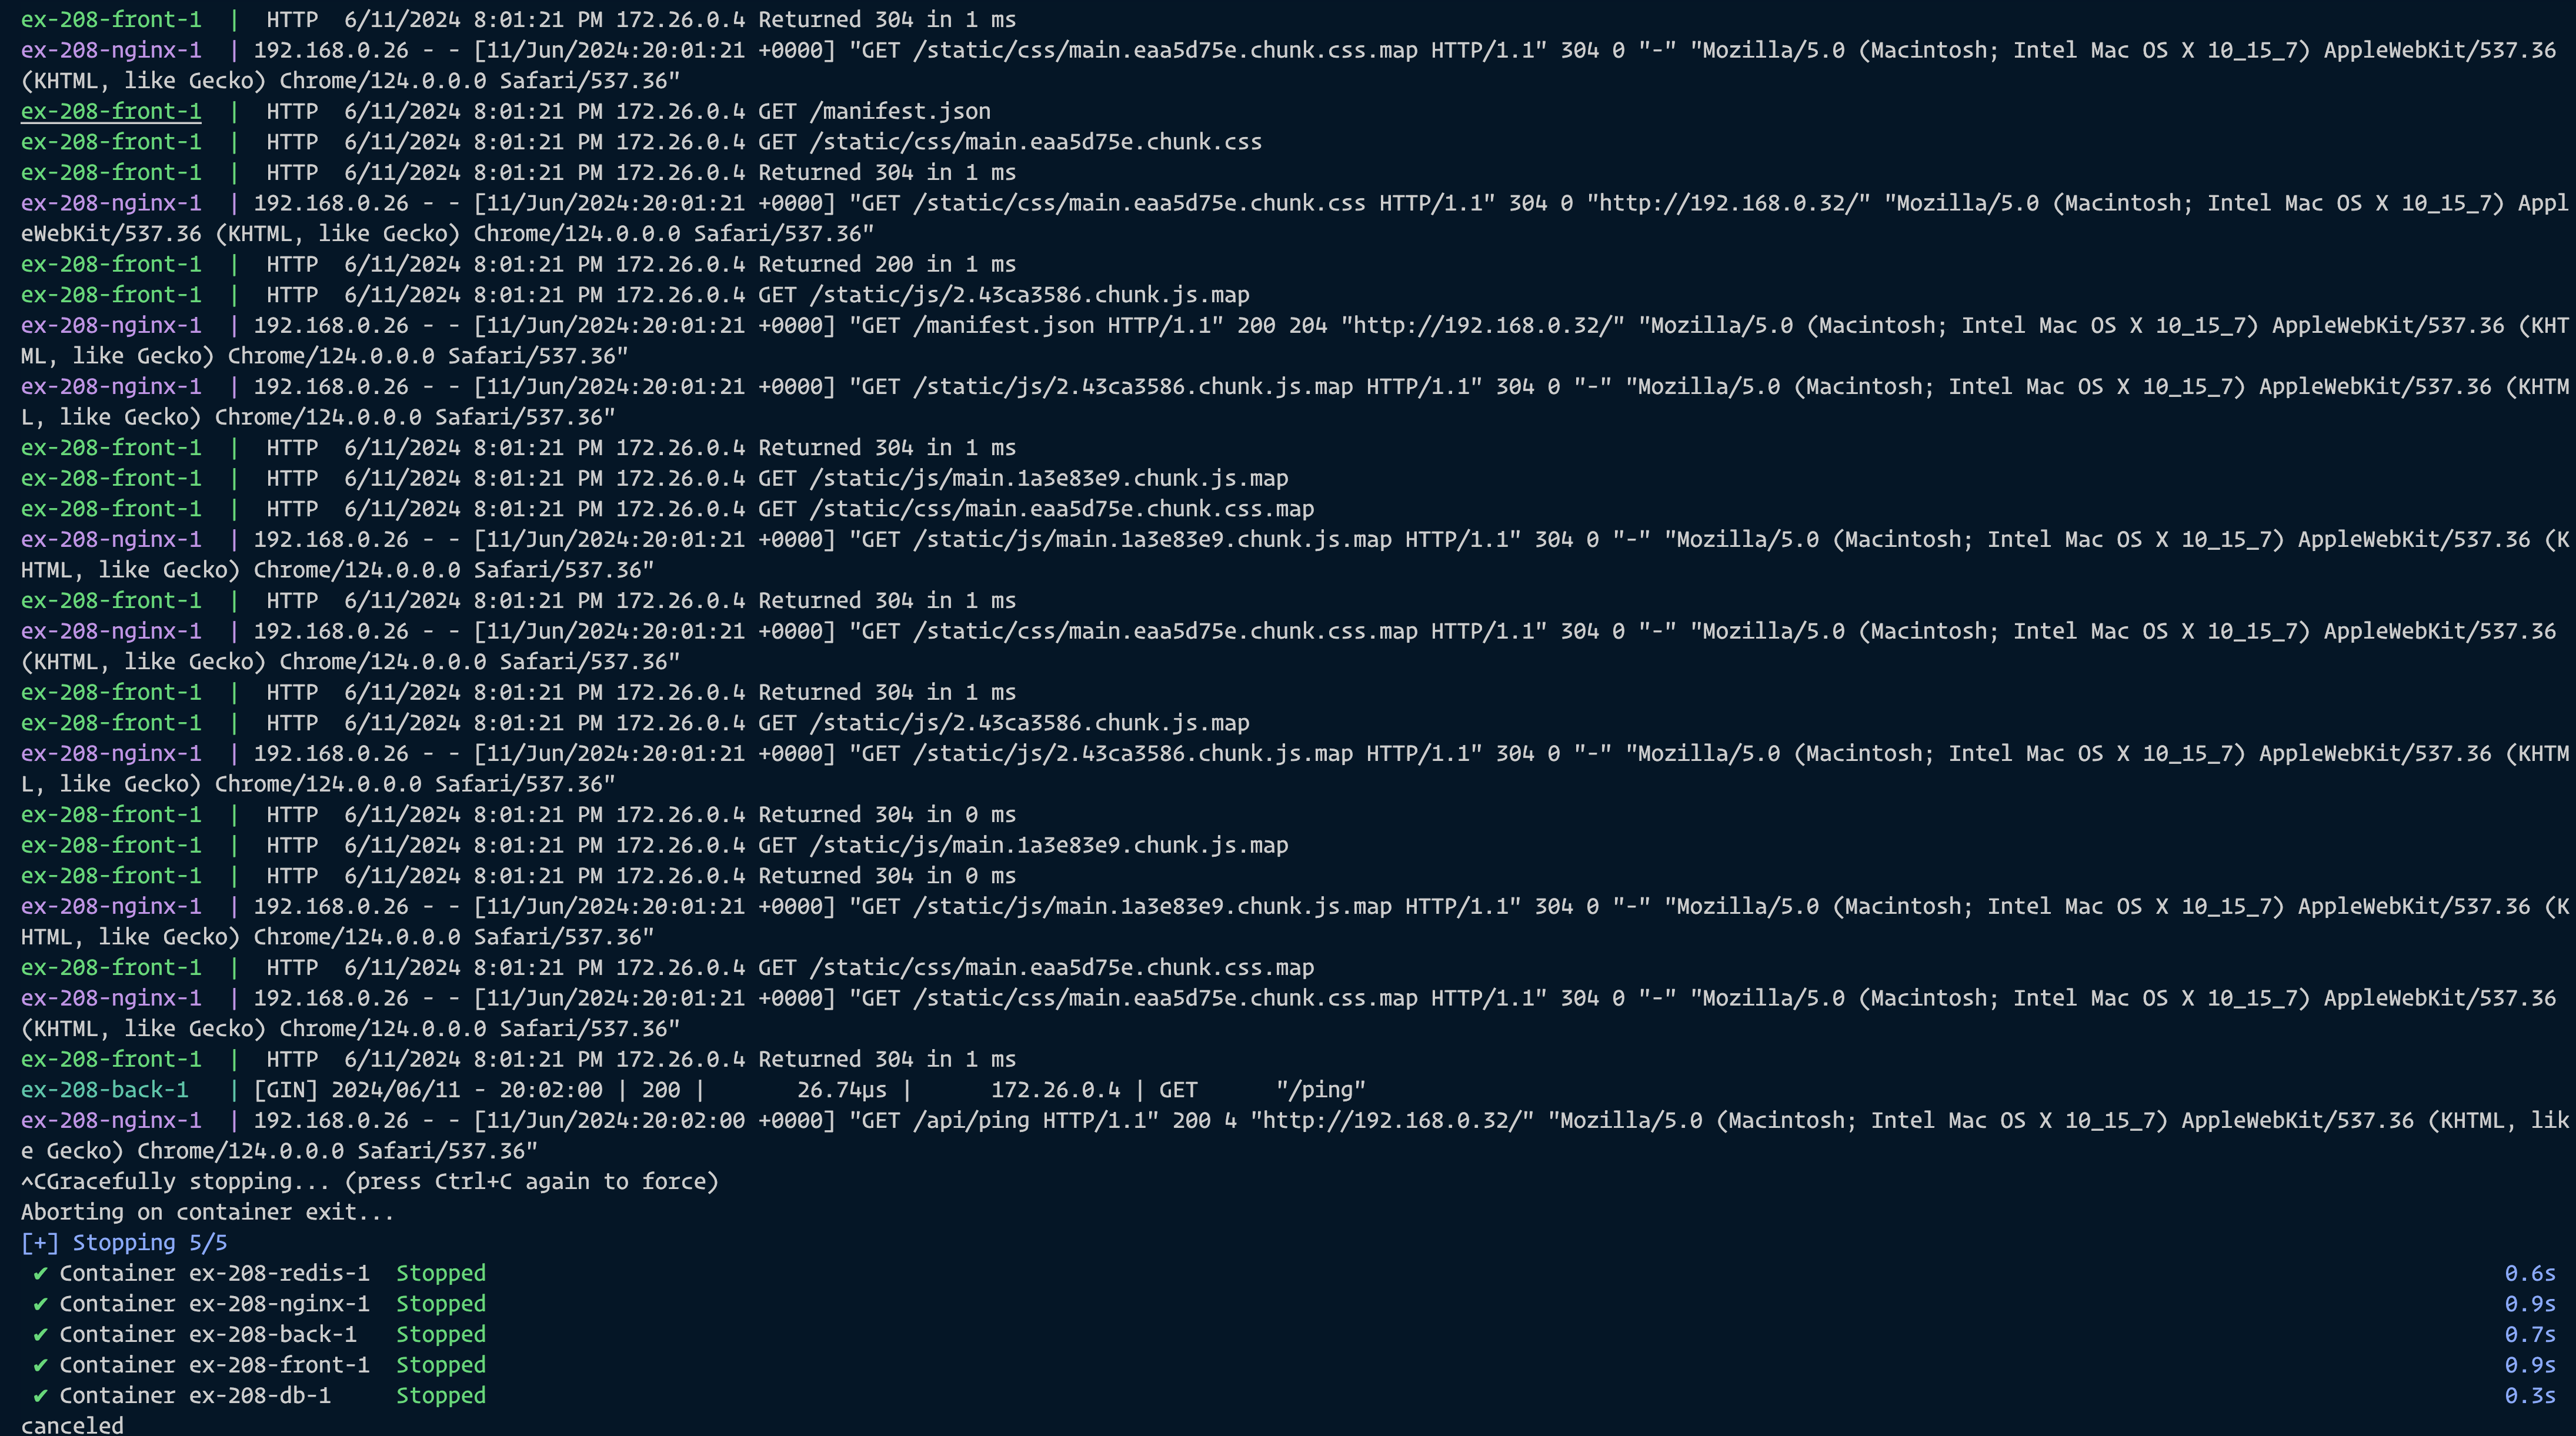 ex-208-front-1  |  HTTP  6/11/2024 8:01:21 PM 172.26.0.4 Returned 304 in 1 ms
ex-208-nginx-1  | 192.168.0.26 - - [11/Jun/2024:20:01:21 +0000] "GET /static/css/main.eaa5d75e.chunk.css.map HTTP/1.1" 304 0 "-" "Mozilla/5.0 (Macintosh; Intel Mac OS X 10_15_7) AppleWebKit/537.36
(KHTML, like Gecko) Chrome/124.0.0.0 Safari/537.36"
ex-208-front-1  |  HTTP  6/11/2024 8:01:21 PM 172.26.0.4 GET /manifest.json
ex-208-front-1  |  HTTP  6/11/2024 8:01:21 PM 172.26.0.4 GET /static/css/main.eaa5d75e.chunk.css
ex-208-front-1  |  HTTP  6/11/2024 8:01:21 PM 172.26.0.4 Returned 304 in 1 ms
ex-208-nginx-1  | 192.168.0.26 - - [11/Jun/2024:20:01:21 +0000] "GET /static/css/main.eaa5d75e.chunk.css HTTP/1.1" 304 0 "http://192.168.0.32/" "Mozilla/5.0 (Macintosh; Intel Mac OS X 10_15_7) Appl
eWebKit/537.36 (KHTML, like Gecko) Chrome/124.0.0.0 Safari/537.36"
ex-208-front-1  |  HTTP  6/11/2024 8:01:21 PM 172.26.0.4 Returned 200 in 1 ms
ex-208-front-1  |  HTTP  6/11/2024 8:01:21 PM 172.26.0.4 GET /static/js/2.43ca3586.chunk.js.map
ex-208-nginx-1  | 192.168.0.26 - - [11/Jun/2024:20:01:21 +0000] "GET /manifest.json HTTP/1.1" 200 204 "http://192.168.0.32/" "Mozilla/5.0 (Macintosh; Intel Mac OS X 10_15_7) AppleWebKit/537.36 (KHT
ML, like Gecko) Chrome/124.0.0.0 Safari/537.36"
ex-208-nginx-1  | 192.168.0.26 - - [11/Jun/2024:20:01:21 +0000] "GET /static/js/2.43ca3586.chunk.js.map HTTP/1.1" 304 0 "-" "Mozilla/5.0 (Macintosh; Intel Mac OS X 10_15_7) AppleWebKit/537.36 (KHTM
L, like Gecko) Chrome/124.0.0.0 Safari/537.36"
ex-208-front-1  |  HTTP  6/11/2024 8:01:21 PM 172.26.0.4 Returned 304 in 1 ms
ex-208-front-1  |  HTTP  6/11/2024 8:01:21 PM 172.26.0.4 GET /static/js/main.1a3e83e9.chunk.js.map
ex-208-front-1  |  HTTP  6/11/2024 8:01:21 PM 172.26.0.4 GET /static/css/main.eaa5d75e.chunk.css.map
ex-208-nginx-1  | 192.168.0.26 - - [11/Jun/2024:20:01:21 +0000] "GET /static/js/main.1a3e83e9.chunk.js.map HTTP/1.1" 304 0 "-" "Mozilla/5.0 (Macintosh; Intel Mac OS X 10_15_7) AppleWebKit/537.36 (K
HTML, like Gecko) Chrome/124.0.0.0 Safari/537.36"
ex-208-front-1  |  HTTP  6/11/2024 8:01:21 PM 172.26.0.4 Returned 304 in 1 ms
ex-208-nginx-1  | 192.168.0.26 - - [11/Jun/2024:20:01:21 +0000] "GET /static/css/main.eaa5d75e.chunk.css.map HTTP/1.1" 304 0 "-" "Mozilla/5.0 (Macintosh; Intel Mac OS X 10_15_7) AppleWebKit/537.36
(KHTML, like Gecko) Chrome/124.0.0.0 Safari/537.36"
ex-208-front-1  |  HTTP  6/11/2024 8:01:21 PM 172.26.0.4 Returned 304 in 1 ms
ex-208-front-1  |  HTTP  6/11/2024 8:01:21 PM 172.26.0.4 GET /static/js/2.43ca3586.chunk.js.map
ex-208-nginx-1  | 192.168.0.26 - - [11/Jun/2024:20:01:21 +0000] "GET /static/js/2.43ca3586.chunk.js.map HTTP/1.1" 304 0 "-" "Mozilla/5.0 (Macintosh; Intel Mac OS X 10_15_7) AppleWebKit/537.36 (KHTM
L, like Gecko) Chrome/124.0.0.0 Safari/537.36"
ex-208-front-1  |  HTTP  6/11/2024 8:01:21 PM 172.26.0.4 Returned 304 in 0 ms
ex-208-front-1  |  HTTP  6/11/2024 8:01:21 PM 172.26.0.4 GET /static/js/main.1a3e83e9.chunk.js.map
ex-208-front-1  |  HTTP  6/11/2024 8:01:21 PM 172.26.0.4 Returned 304 in 0 ms
ex-208-nginx-1  | 192.168.0.26 - - [11/Jun/2024:20:01:21 +0000] "GET /static/js/main.1a3e83e9.chunk.js.map HTTP/1.1" 304 0 "-" "Mozilla/5.0 (Macintosh; Intel Mac OS X 10_15_7) AppleWebKit/537.36 (K
HTML, like Gecko) Chrome/124.0.0.0 Safari/537.36"
ex-208-front-1  |  HTTP  6/11/2024 8:01:21 PM 172.26.0.4 GET /static/css/main.eaa5d75e.chunk.css.map
ex-208-nginx-1  | 192.168.0.26 - - [11/Jun/2024:20:01:21 +0000] "GET /static/css/main.eaa5d75e.chunk.css.map HTTP/1.1" 304 0 "-" "Mozilla/5.0 (Macintosh; Intel Mac OS X 10_15_7) AppleWebKit/537.36
(KHTML, like Gecko) Chrome/124.0.0.0 Safari/537.36"
ex-208-front-1  |  HTTP  6/11/2024 8:01:21 PM 172.26.0.4 Returned 304 in 1 ms
ex-208-back-1   | [GIN] 2024/06/11 - 20:02:00 | 200 |       26.74µs |      172.26.0.4 | GET      "/ping"
ex-208-nginx-1  | 192.168.0.26 - - [11/Jun/2024:20:02:00 +0000] "GET /api/ping HTTP/1.1" 200 4 "http://192.168.0.32/" "Mozilla/5.0 (Macintosh; Intel Mac OS X 10_15_7) AppleWebKit/537.36 (KHTML, lik
e Gecko) Chrome/124.0.0.0 Safari/537.36"
^CGracefully stopping... (press Ctrl+C again to force)
Aborting on container exit...
[+] Stopping 5/5
✔ Container ex-208-redis-1  Stopped 0.6s
✔ Container ex-208-nginx-1  Stopped 0.9s
✔ Container ex-208-back-1   Stopped 0.7s
✔ Container ex-208-front-1  Stopped 0.9s
✔ Container ex-208-db-1     Stopped 0.3s
canceled